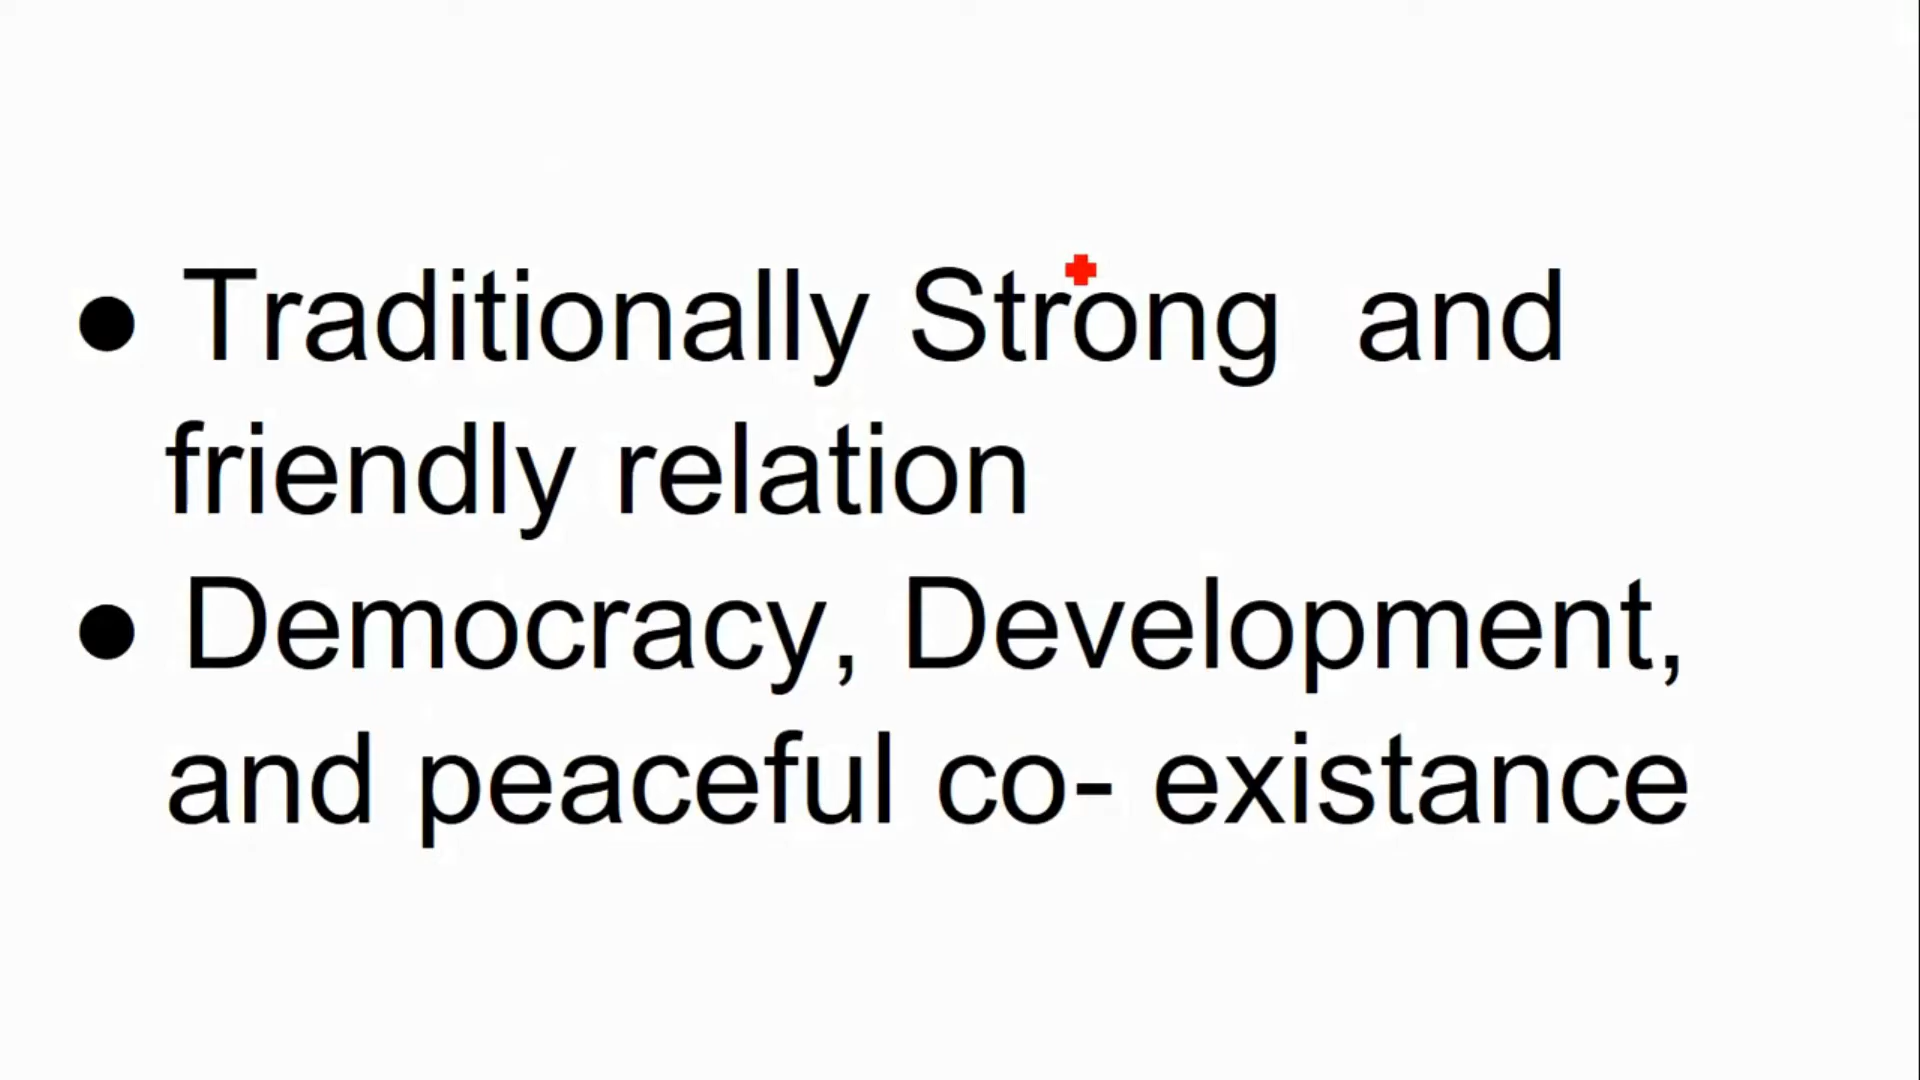 ● Traditionally Strong  and
friendly relation
● Democracy, Development,
and peaceful co- existance